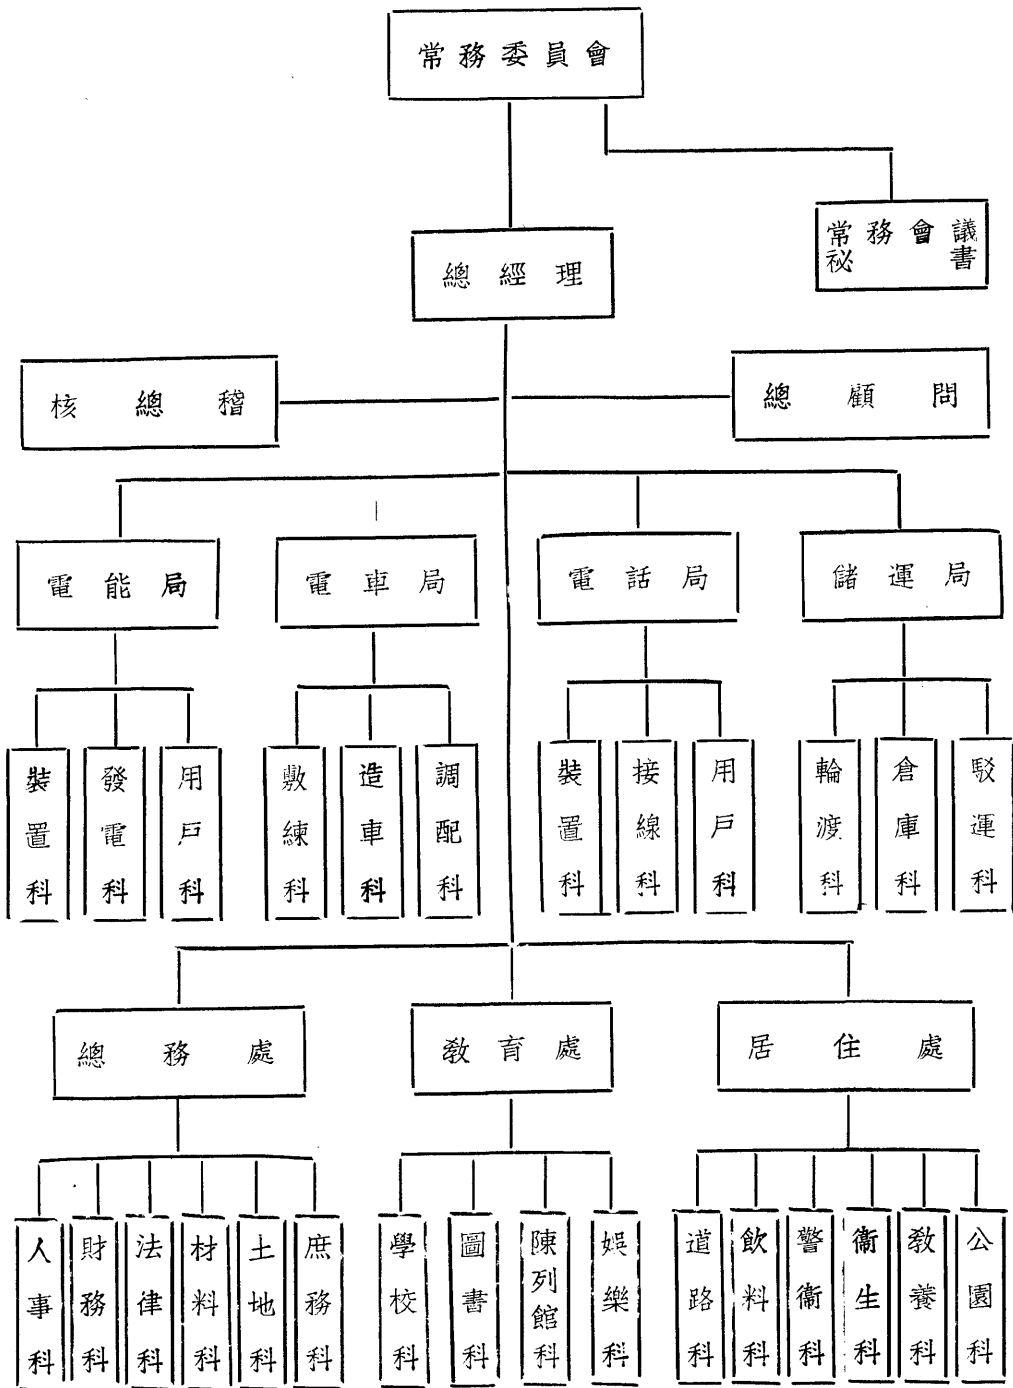 常務委員會
常務會議
祕書
總經理
核總稽
總顧問
電能局
電車局
電話局
儲運局
裝置科
發電科
用戶科
敷練科
造車科
調配科
裝置科
接線科
用戶科
輪渡科
倉庫科
駁運科
總務處
教育處
居住處
人事科
財務科
法律科
材料科
土地科
庶務科
學校科
圖書科
陳列館科
娛樂科
道路科
飲料科
警衛科
衛生科
教養科
公園科